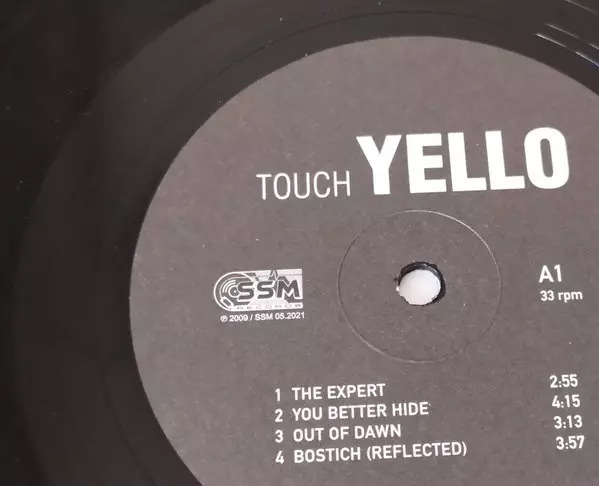 TOUCH YELLO
SSM
RECORDS
℗ 2009 / SSM 05.2021
A1
33 rpm
1 THE EXPERT 2:55
2 YOU BETTER HIDE 4:15
3 OUT OF DAWN 3:13
4 BOSTICH (REFLECTED) 3:57